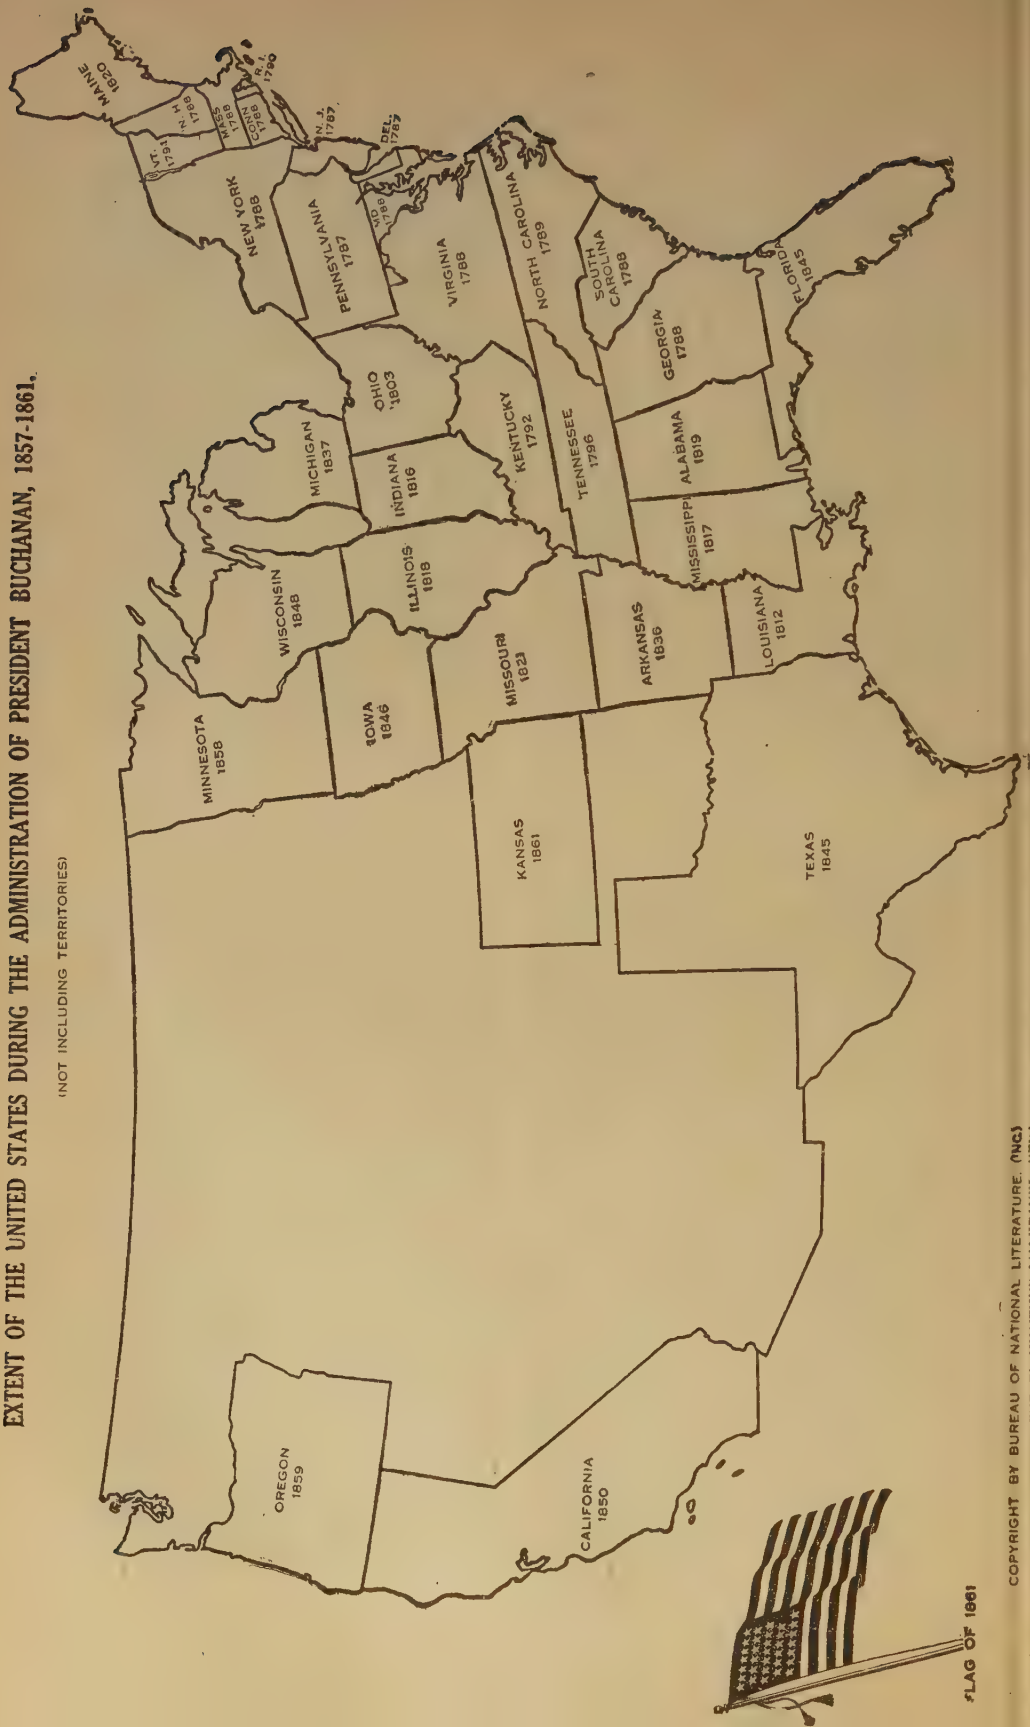 EXTENT OF THE UNITED STATES DURING THE ADMINISTRATION OF PRESIDENT BUCHANAN, 1857-1861.
(NOT INCLUDING TERRITORIES)
OREGON
1859
CALIFORNIA
1850
MINNESOTA
1858
WISCONSIN
1848
MICHIGAN
1837
IOWA
1846
ILLINOIS
1818
INDIANA
1816
OHIO
1803
KANSAS
1861
MISSOURI
1821
KENTUCKY
1792
TENNESSEE
1796
ARKANSAS
1836
LOUISIANA
1812
MISSISSIPPI
1817
ALABAMA
1819
GEORGIA
1788
FLORIDA
1845
TEXAS
1845
MAINE
1820
N. H
1788
VT.
1791
MASS
1788
CONN
1788
R. I.
1790
NEW YORK
1788
N. J.
1787
PENNSYLVANIA
1787
DEL.
1787
MD
1788
VIRGINIA
1788
NORTH CAROLINA
1789
SOUTH
CAROLINA
1788
FLAG OF 1861
COPYRIGHT BY BUREAU OF NATIONAL LITERATURE. (INC.)